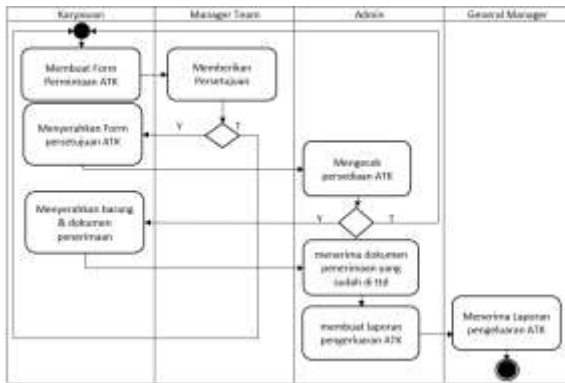 Karyawan
Manager Team
Admin
General Manager
Membuat Form
Permintaan ATK
Memberikan
Persetujuan
Menyerahkan Form
persetujuan ATK
Y
T
Mengecek
persediaan ATK
Menyerahkan barang
& dokumen
penerimaan
Y
T
menerima dokumen
penerimaan yang
sudah di ttd
membuat laporan
pengerluaran ATK
Menerima Laporan
pengeluaran ATK